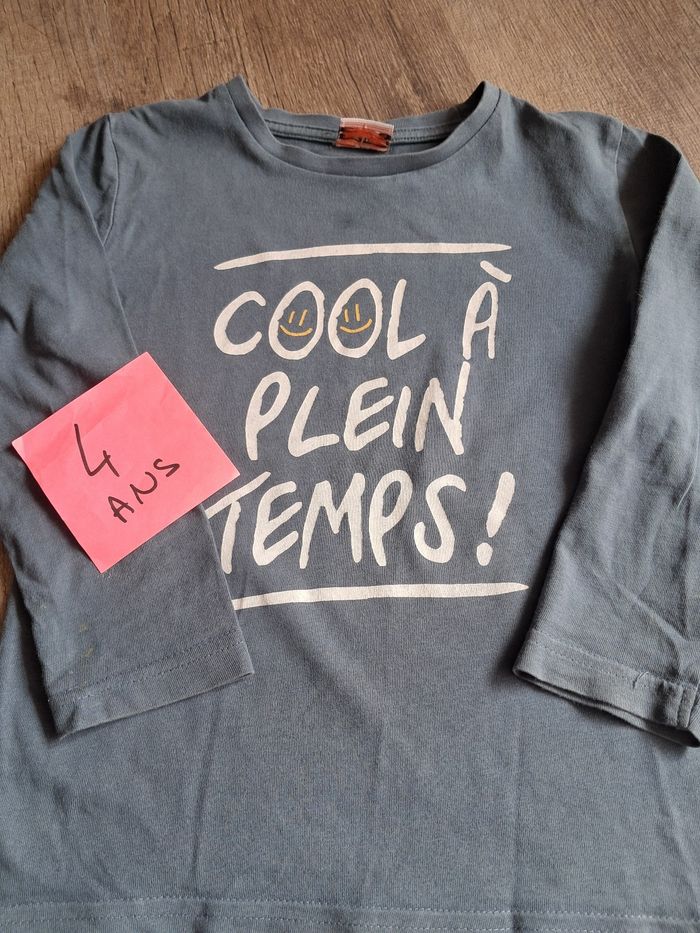 COOL À
PLEIN
TEMPS!
4
ANS